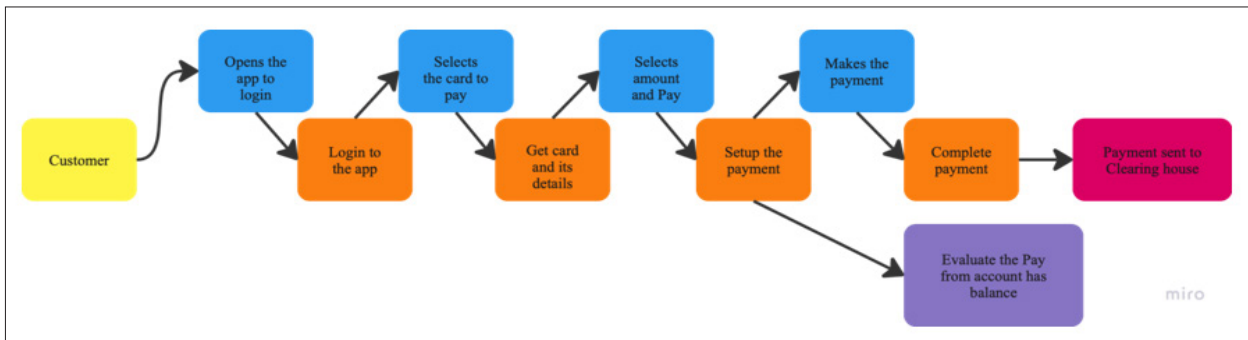 Customer
Opens the
app to
login
Login to
the app
Selects
the card to
pay
Get card
and its
details
Selects
amount
and Pay
Setup the
payment
Makes the
payment
Complete
payment
Payment sent to
Clearing house
Evaluate the Pay
from account has
balance
miro